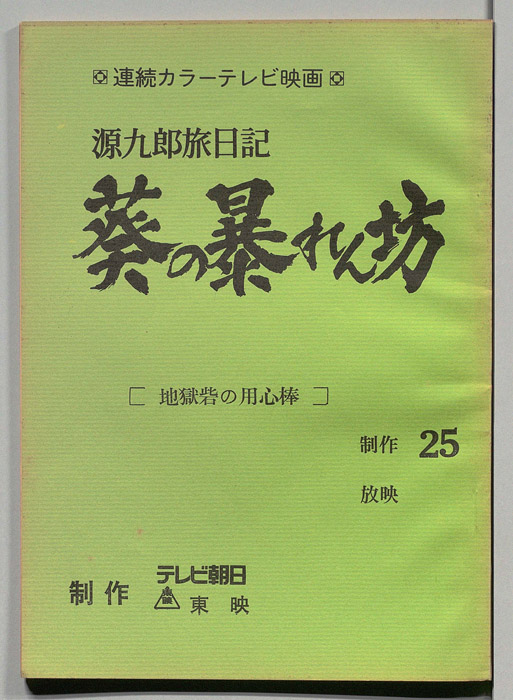 連続カラーテレビ映画
源九郎旅日記
葵の暴れん坊
[ 地獄砦の用心棒 ]
制作 25
放映
制作 テレビ朝日
東映